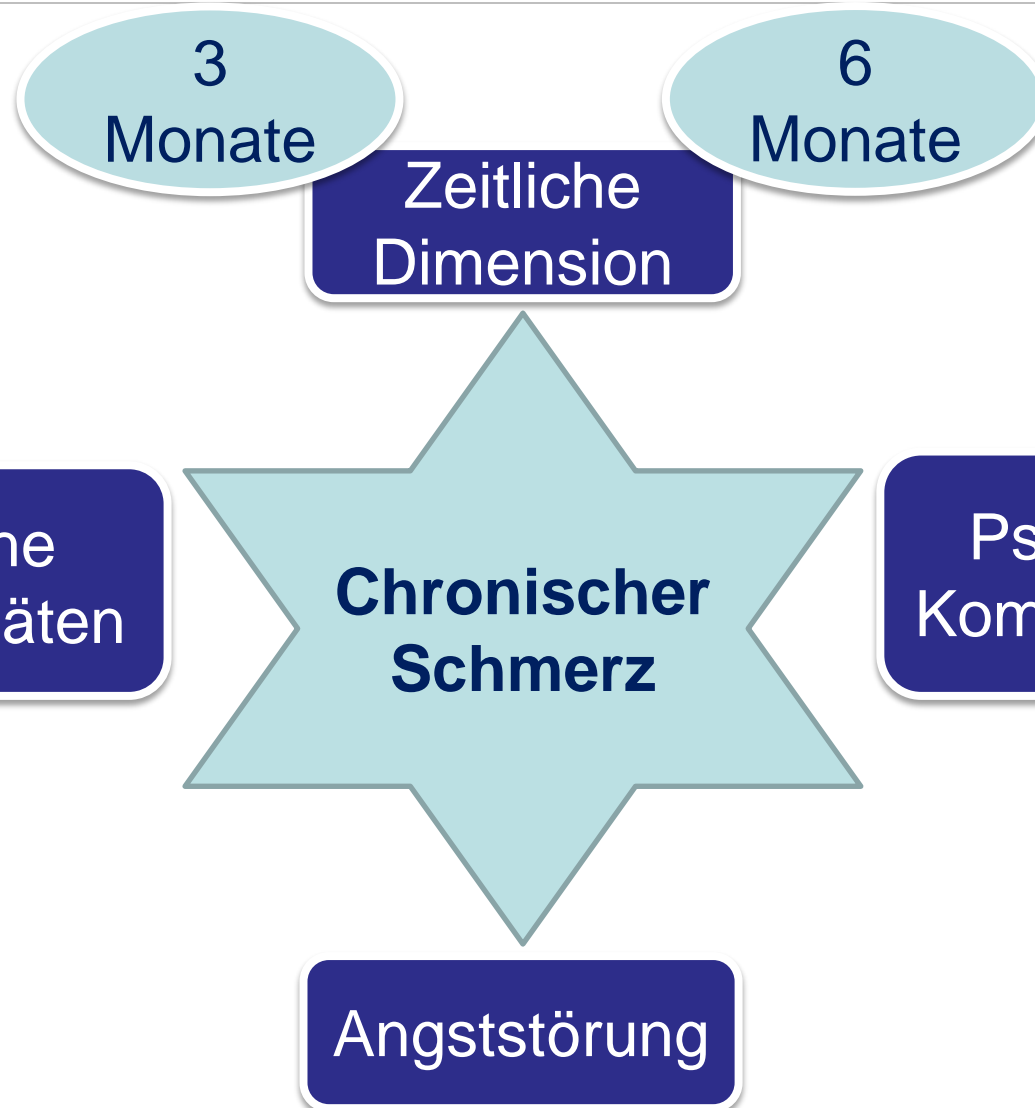 3
Monate
6
Monate
Zeitliche
Dimension
Chronischer
Schmerz
Angststörung